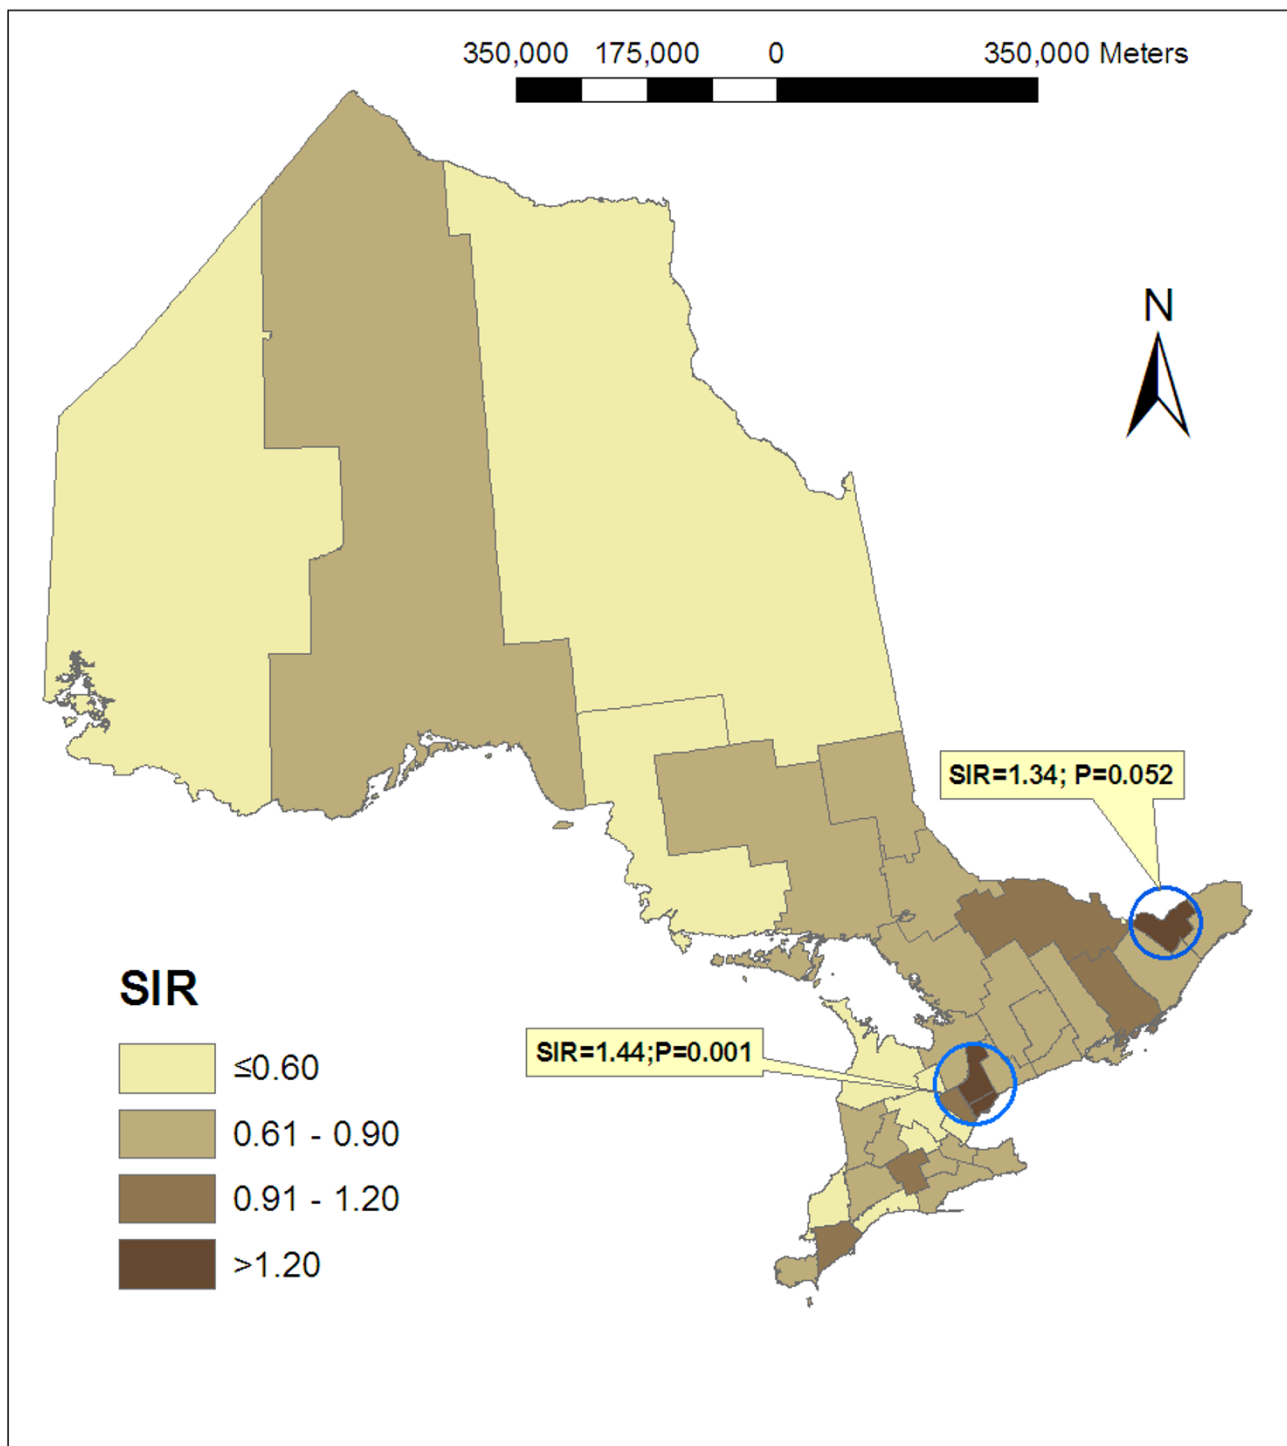 350,000 175,000 0 350,000 Meters
N
SIR=1.34; P=0.052
SIR
SIR=1.44;P=0.001
≤0.60
0.61 - 0.90
0.91 - 1.20
>1.20